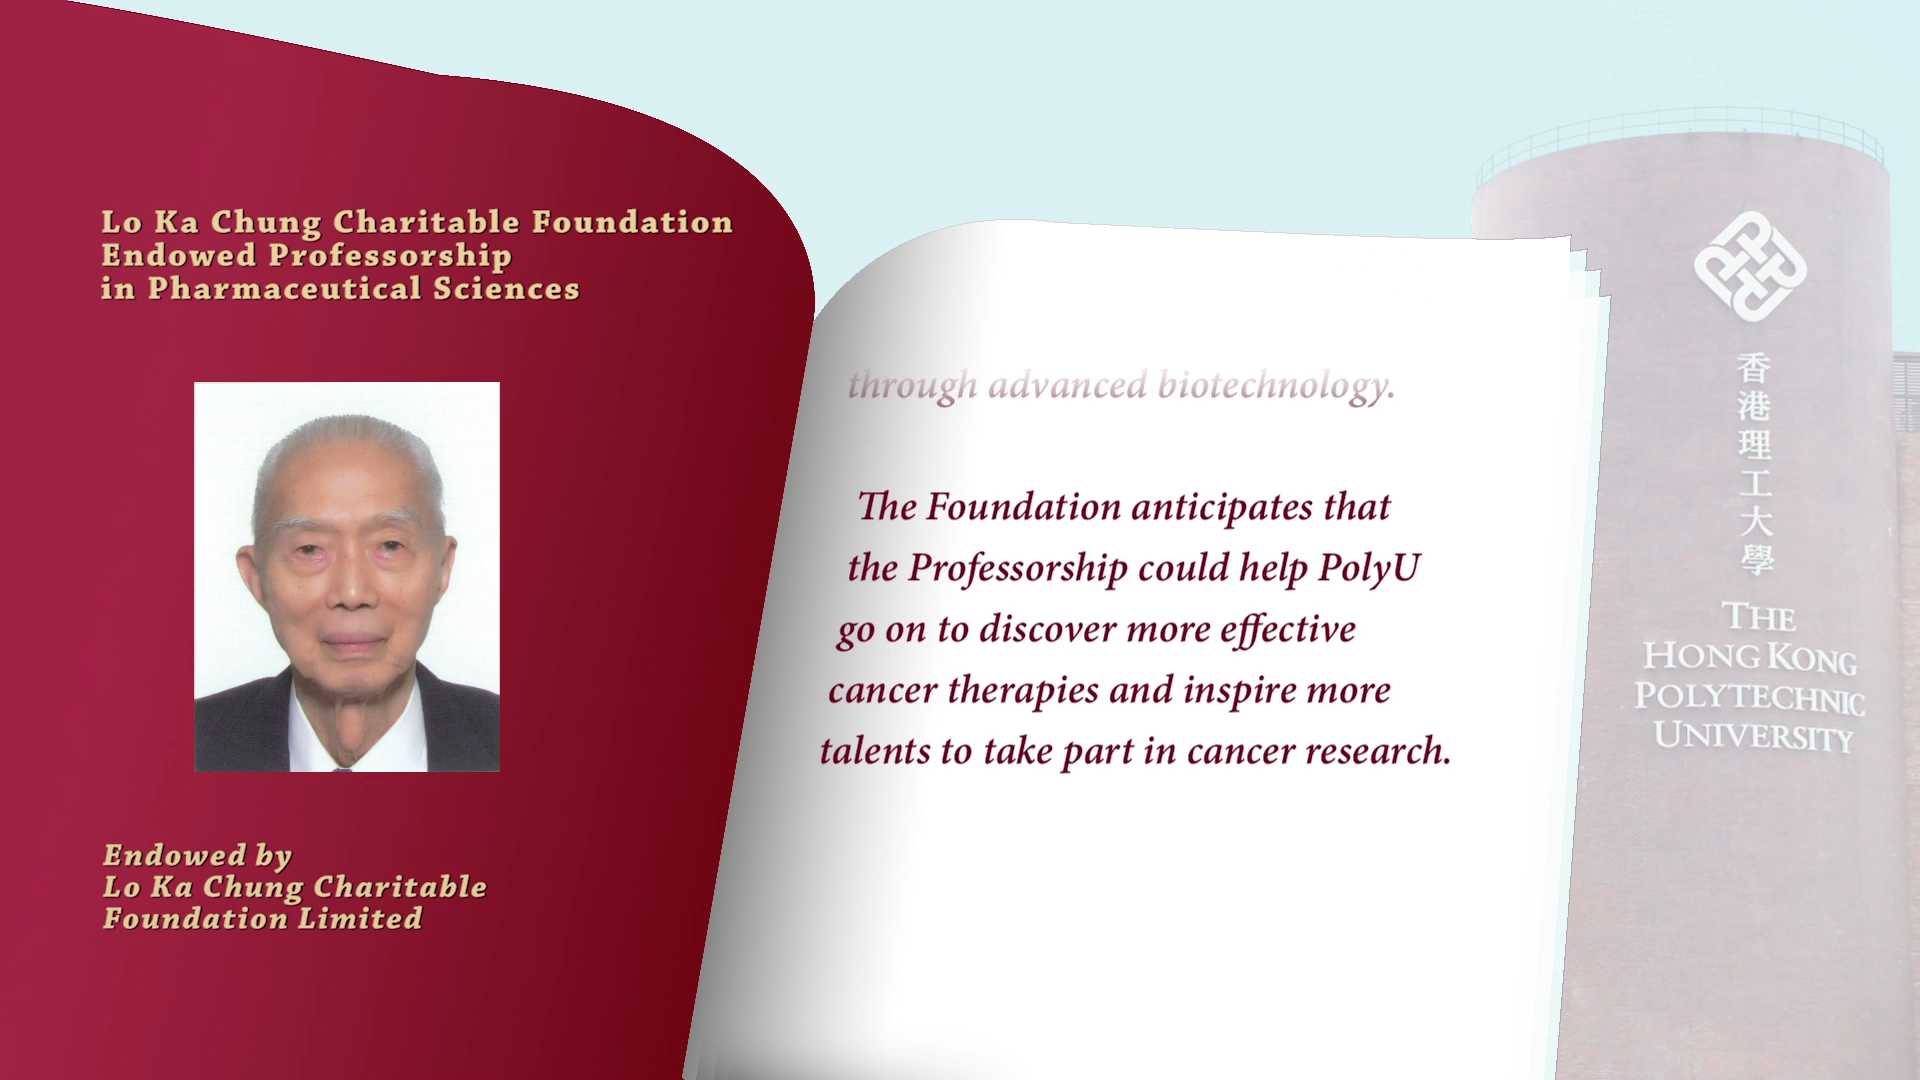 Lo Ka Chung Charitable Foundation
Endowed Professorship
in Pharmaceutical Sciences
Endowed by
Lo Ka Chung Charitable
Foundation Limited
through advanced biotechnology.
The Foundation anticipates that
the Professorship could help PolyU
go on to discover more effective
cancer therapies and inspire more
talents to take part in cancer research.
香港理工大學
THE
HONG KONG
POLYTECHNIC
UNIVERSITY